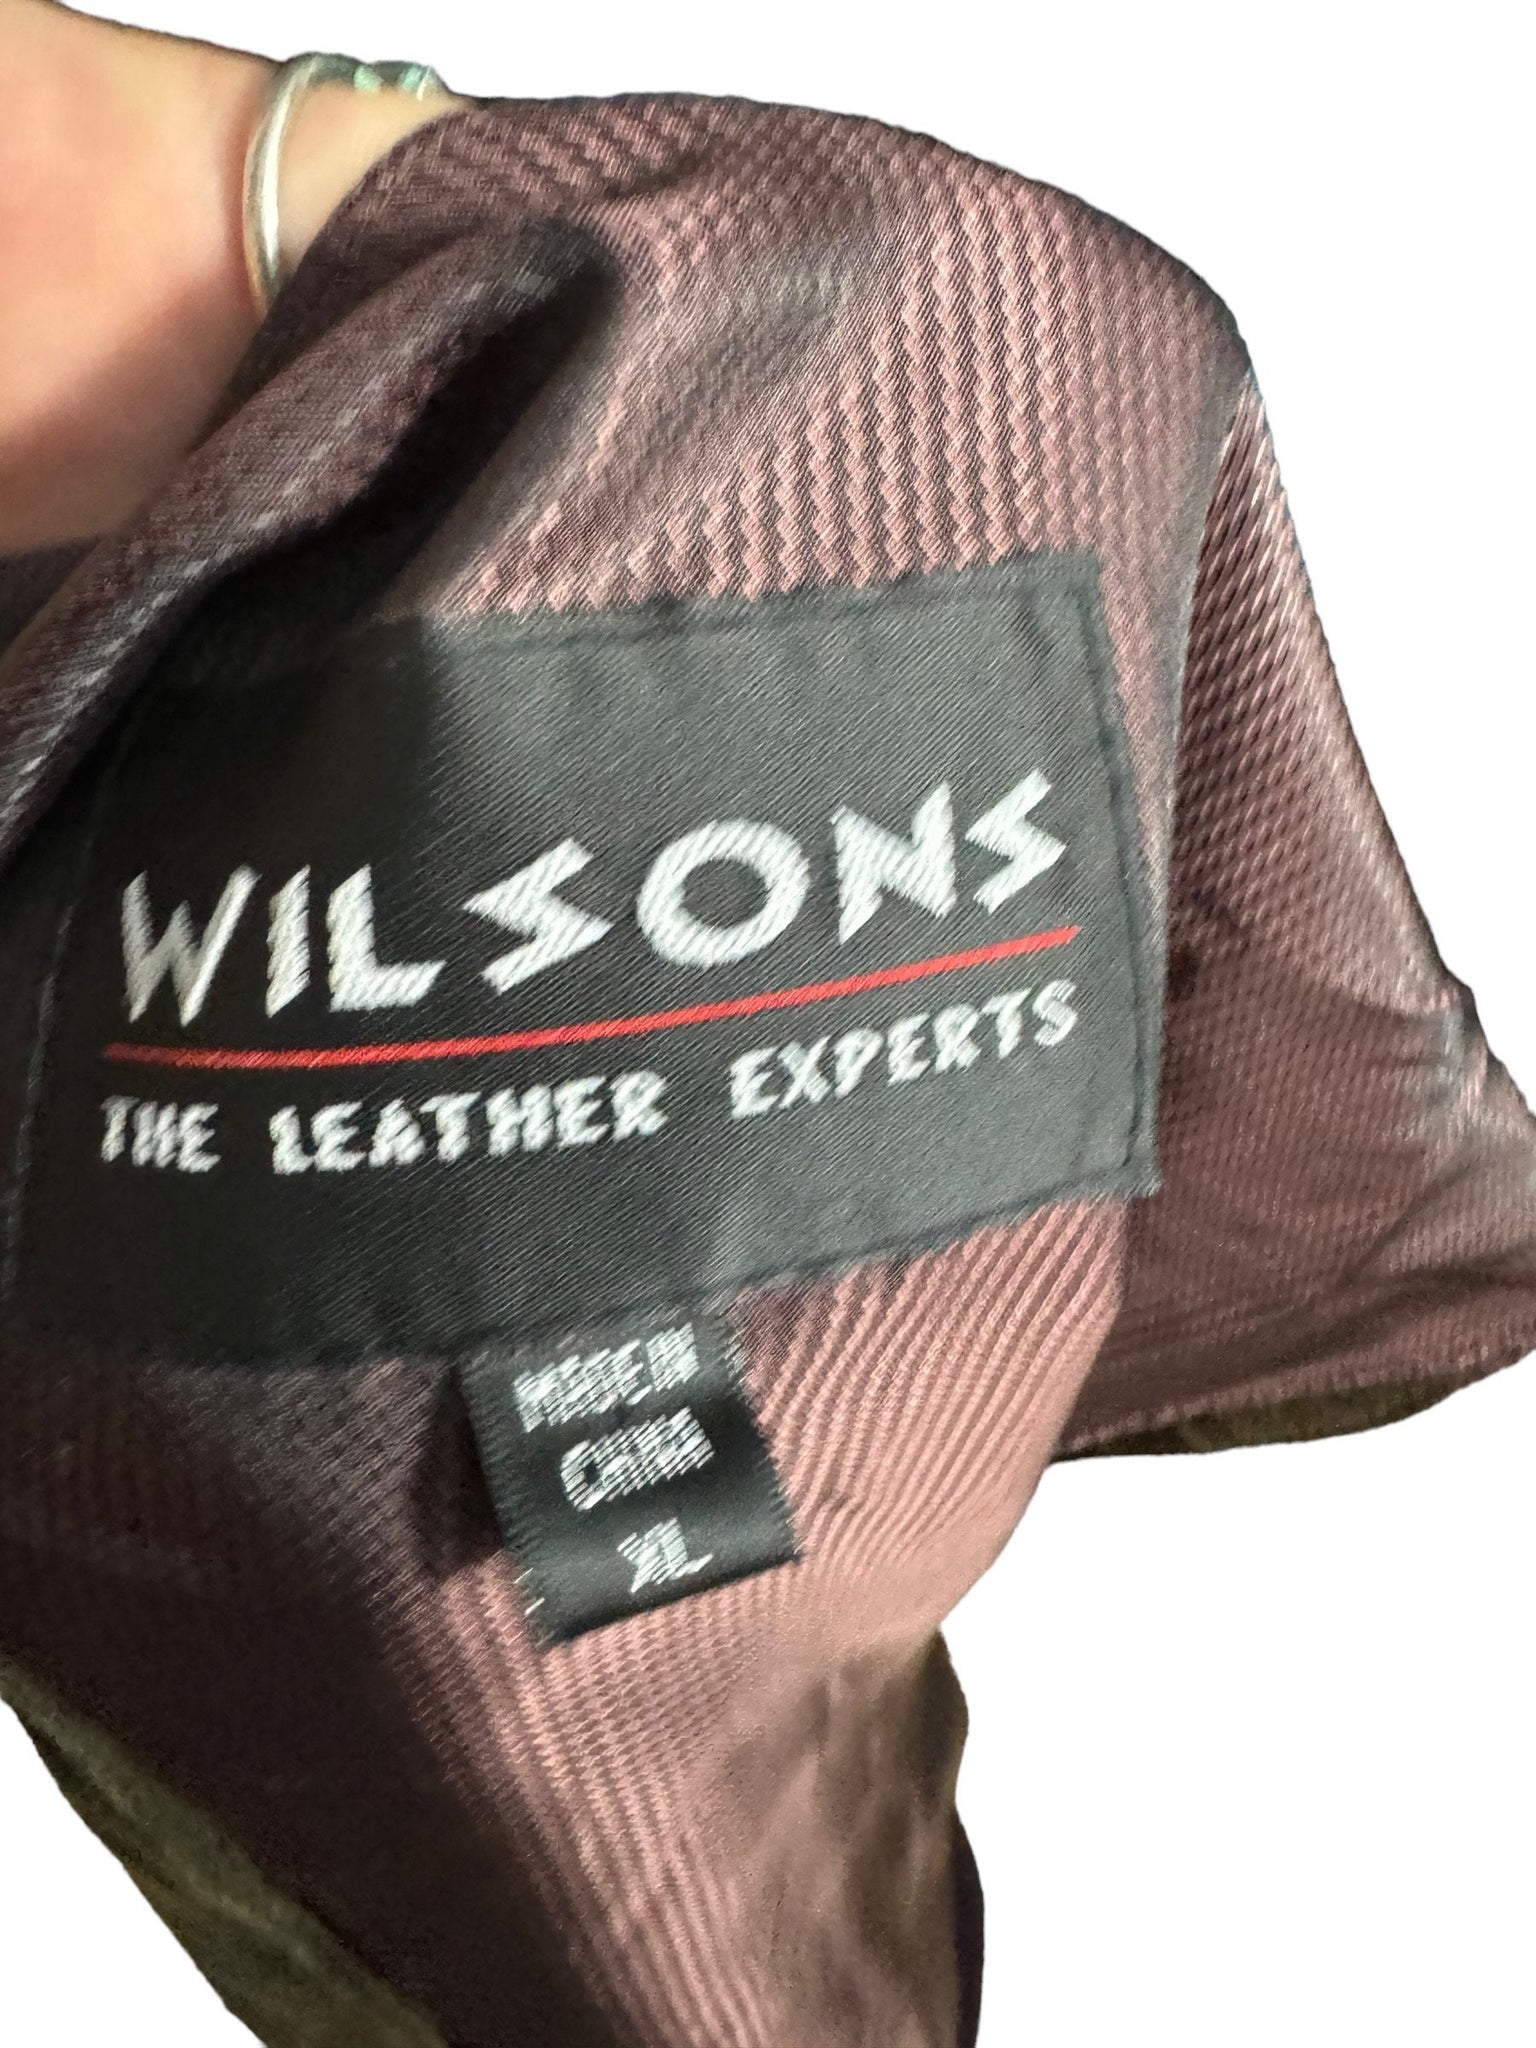 WILSONS
THE LEATHER EXPERTS
MADE IN
CHINA
XL